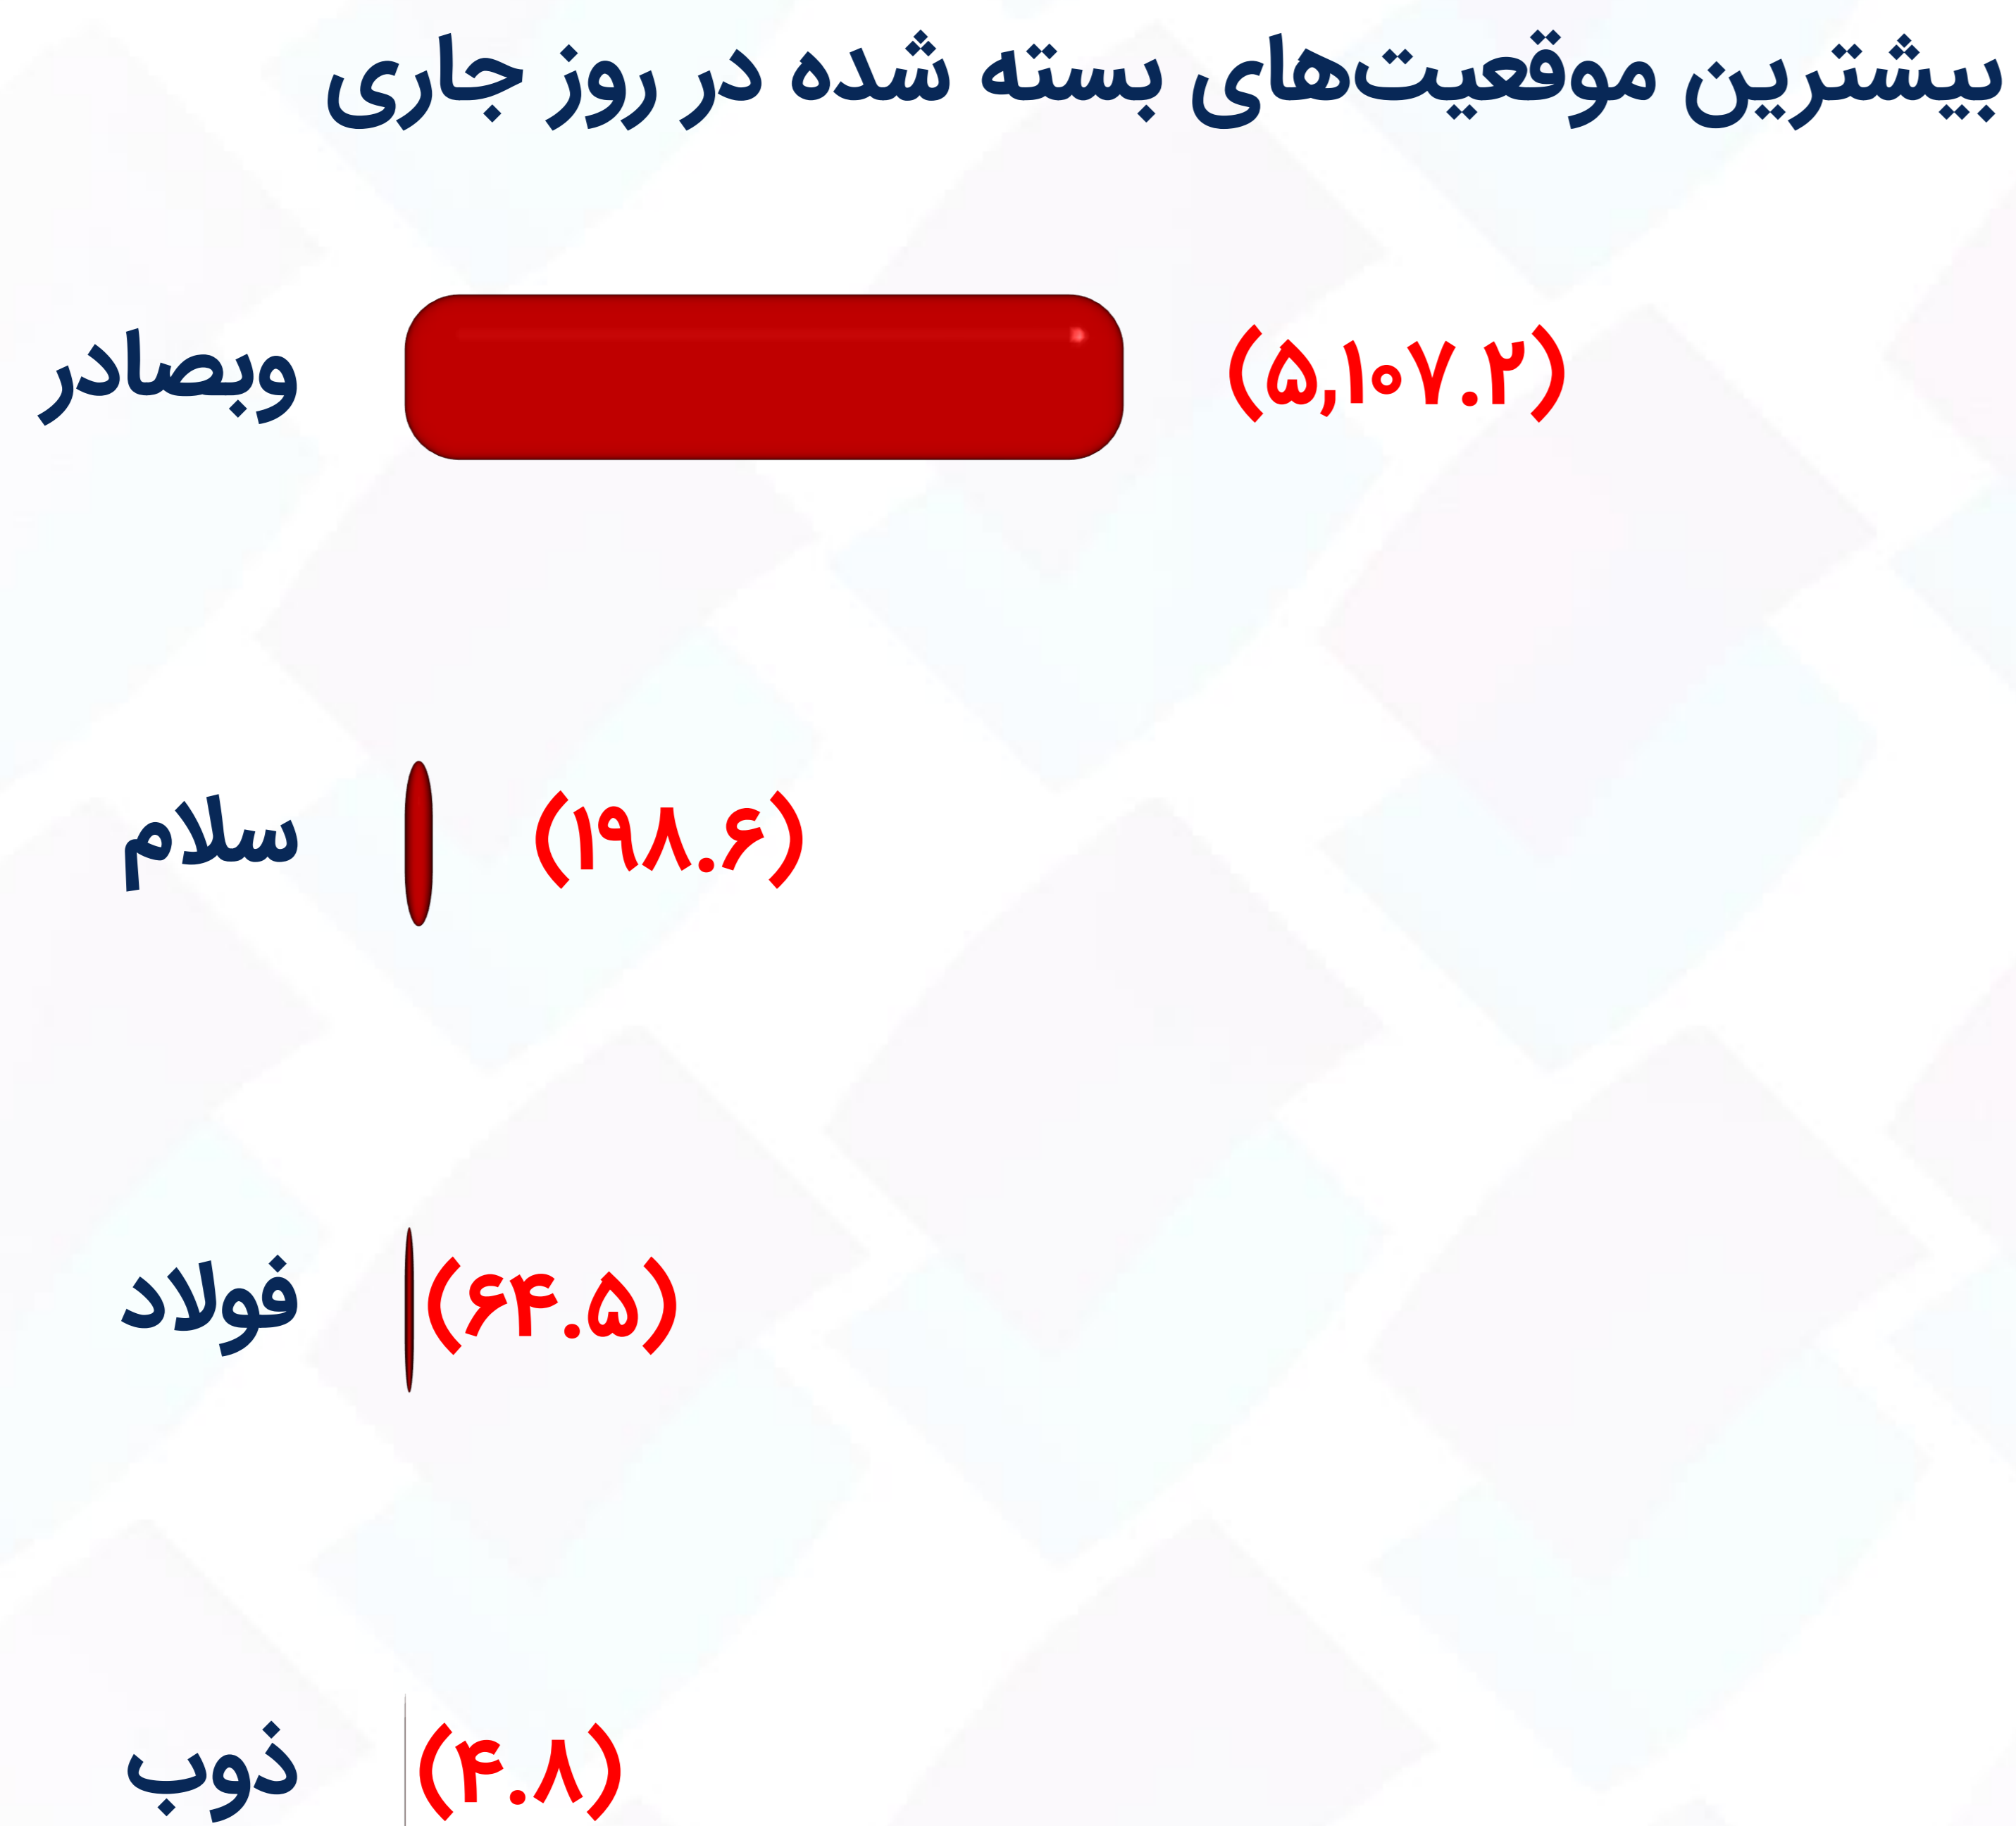 بیشترین موقعیت‌های بسته شده در روز جاری
وبصادر (۵,۱۰۷.۲)
سلام (۱۹۸.۶)
فولاد (۶۴.۵)
ذوب (۴.۸)